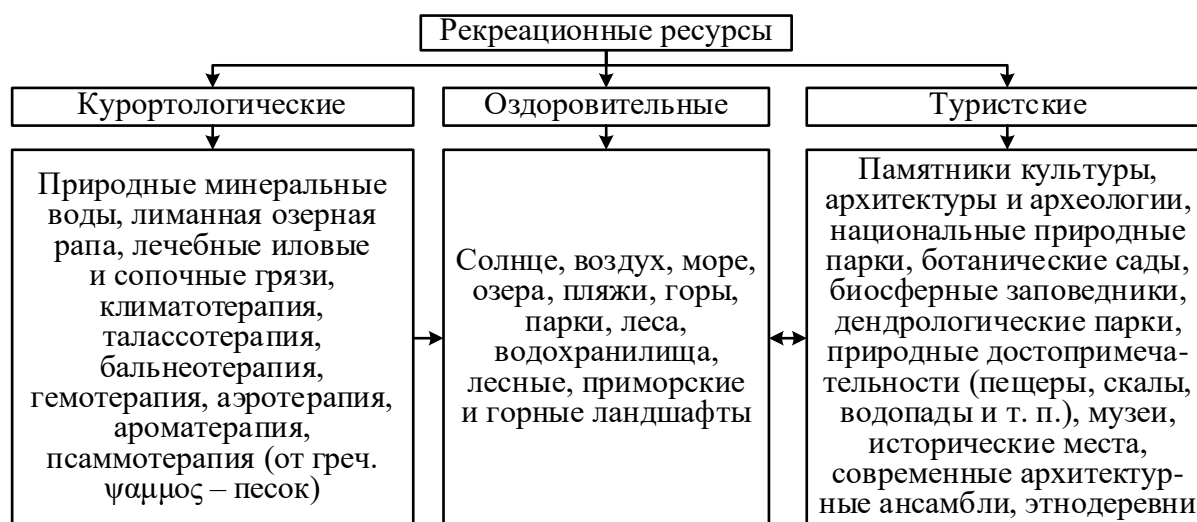 Рекреационные ресурсы
Курортологические
Оздоровительные
Туристские
Природные минеральные
воды, лиманная озерная
рапа, лечебные иловые
и сопочные грязи,
климатотерапия,
талассотерапия,
бальнеотерапия,
гемотерапия, аэротерапия,
ароматерапия,
псаммотерапия (от греч.
ψαμμος – песок)
Солнце, воздух, море,
озера, пляжи, горы,
парки, леса,
водохранилища,
лесные, приморские
и горные ландшафты
Памятники культуры,
архитектуры и археологии,
национальные природные
парки, ботанические сады,
биосферные заповедники,
дендрологические парки,
природные достопримеча-
тельности (пещеры, скалы,
водопады и т. п.), музеи,
исторические места,
современные архитектур-
ные ансамбли, этнодеревни